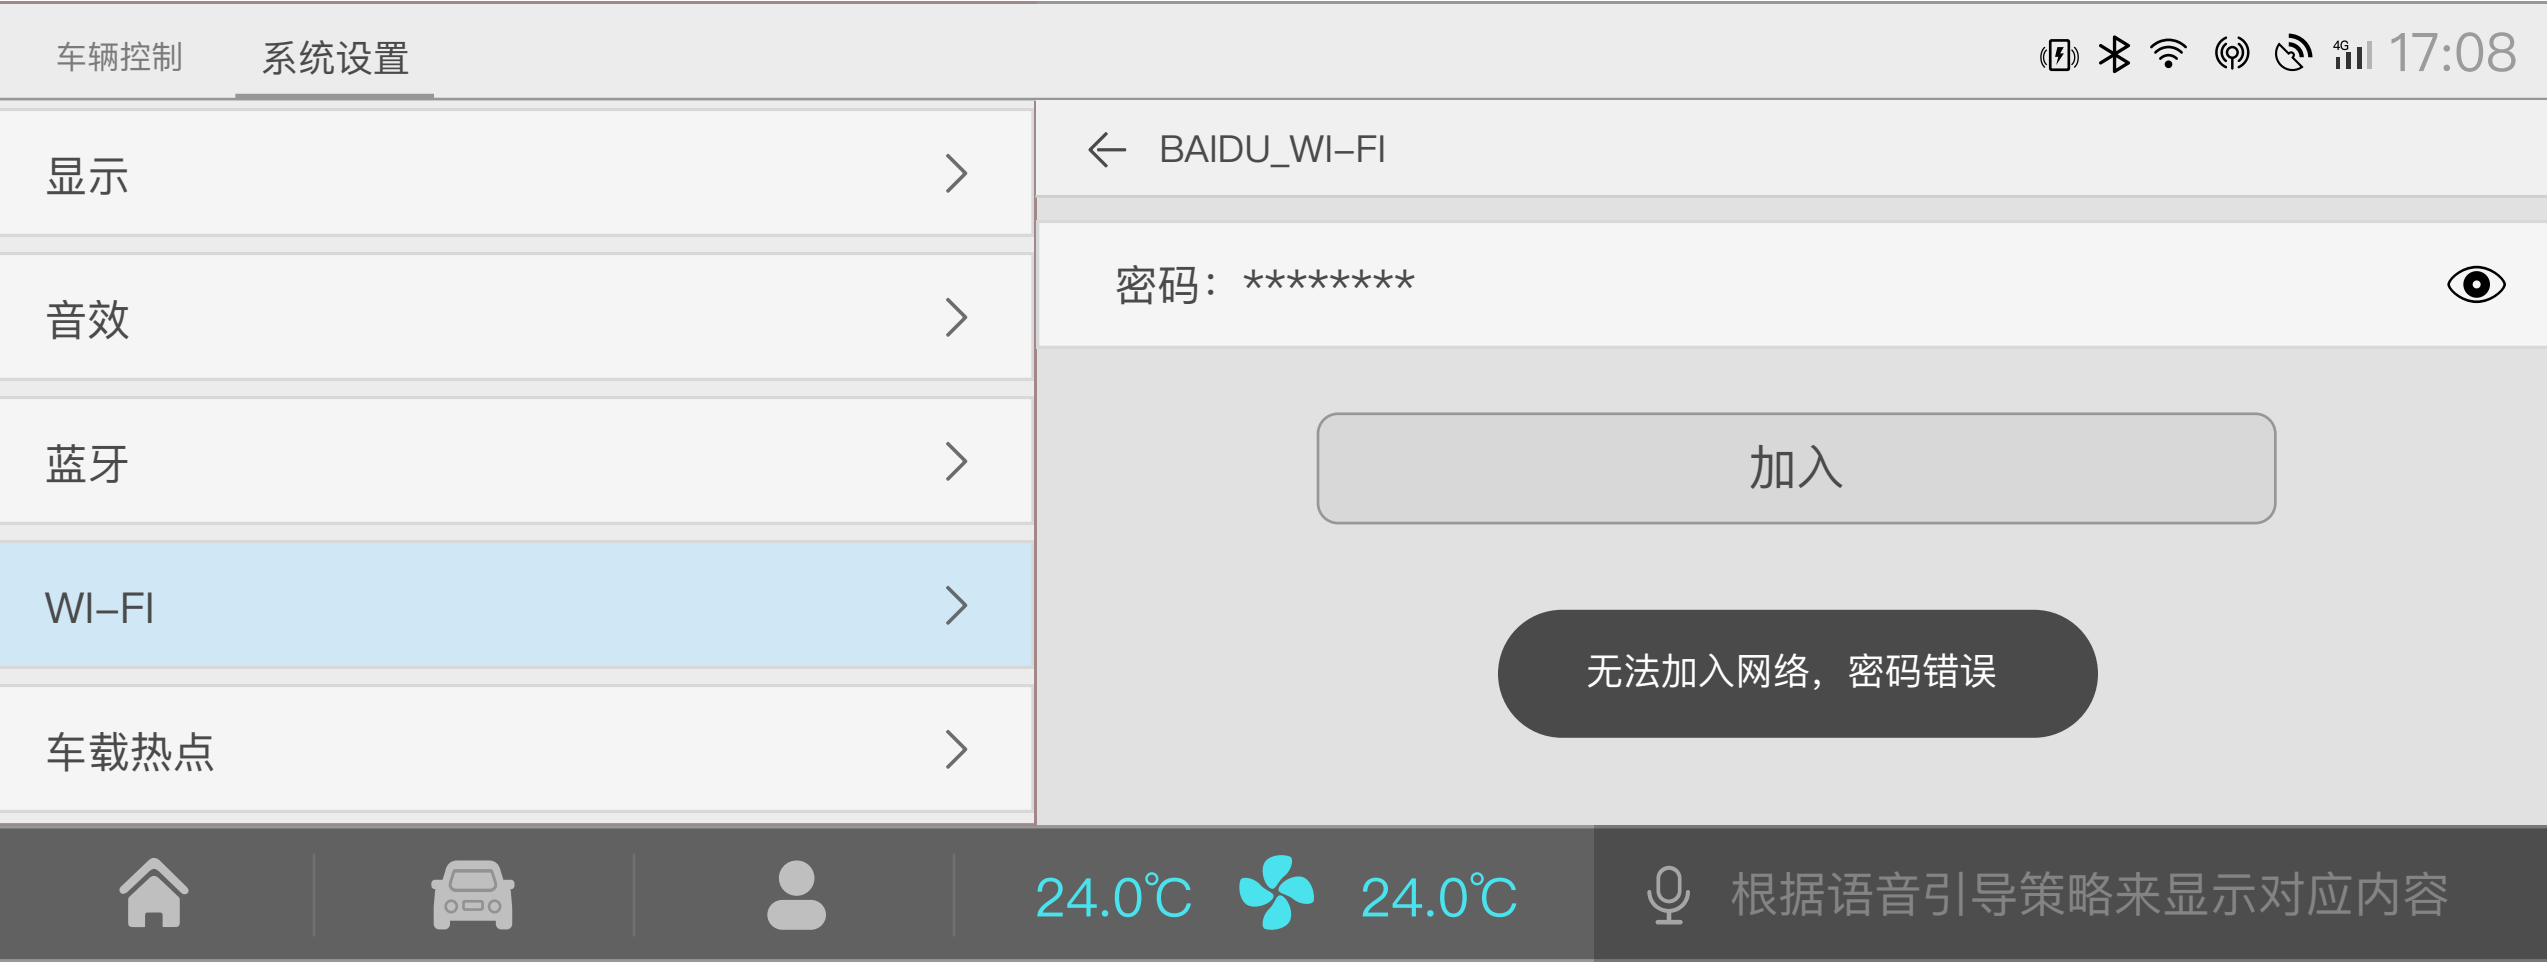 车辆控制
系统设置
4G
17:08
显示
音效
蓝牙
WI-FI
车载热点
BAIDU_WI-FI
密码：********
加入
无法加入网络，密码错误
24.0℃
24.0℃
根据语音引导策略来显示对应内容